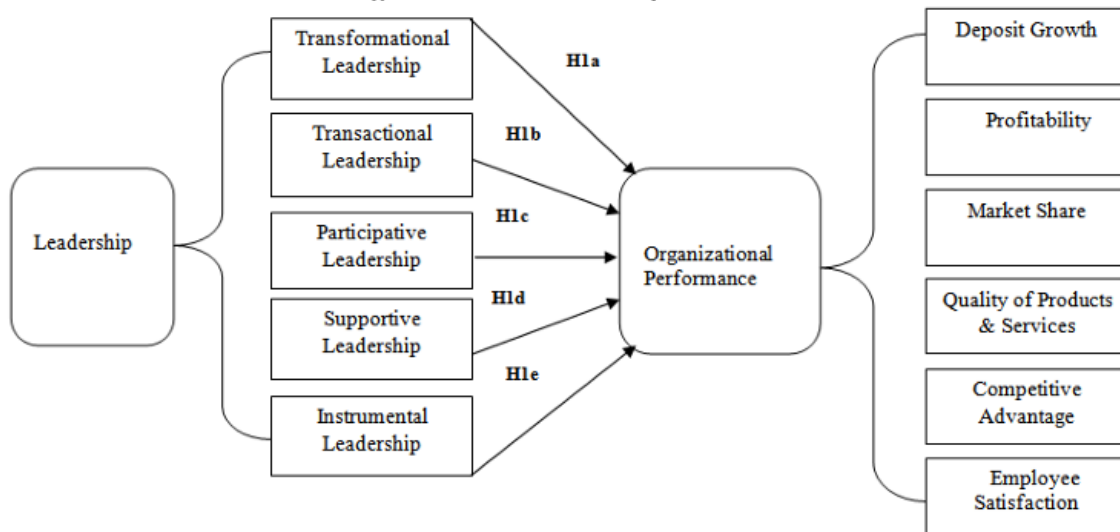 Leadership
Transformational
Leadership
Transactional
Leadership
Participative
Leadership
Supportive
Leadership
Instrumental
Leadership
H1a
H1b
H1c
H1d
H1e
Organizational
Performance
Deposit Growth
Profitability
Market Share
Quality of Products
& Services
Competitive
Advantage
Employee
Satisfaction